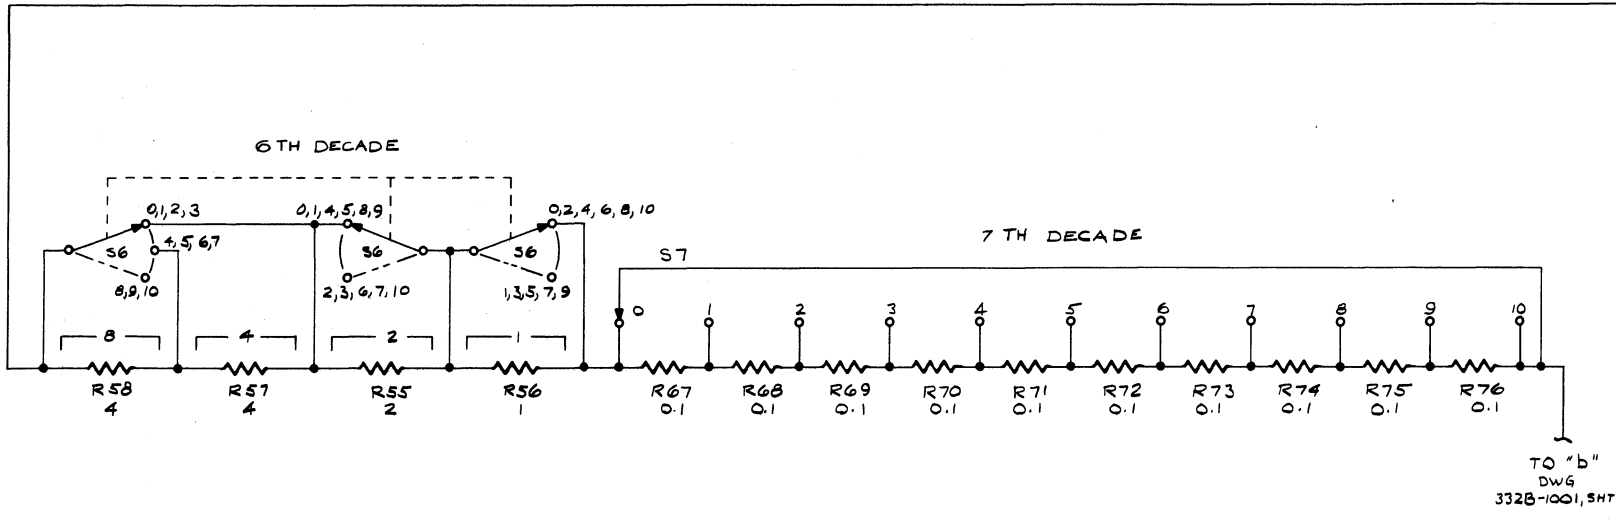 6TH DECADE
0,1,2,3
0,1,4,5,8,9
0,2,4,6,8,10
S6
4,5,6,7
S6
S6
8,9,10
2,3,6,7,10
1,3,5,7,9
7TH DECADE
S7
0
1
2
3
4
5
6
7
8
9
10
8
4
2
1
R58
4
R57
4
R55
2
R56
1
R67
0.1
R68
0.1
R69
0.1
R70
0.1
R71
0.1
R72
0.1
R73
0.1
R74
0.1
R75
0.1
R76
0.1
TO "b"
DWG
332B-1001, SHT